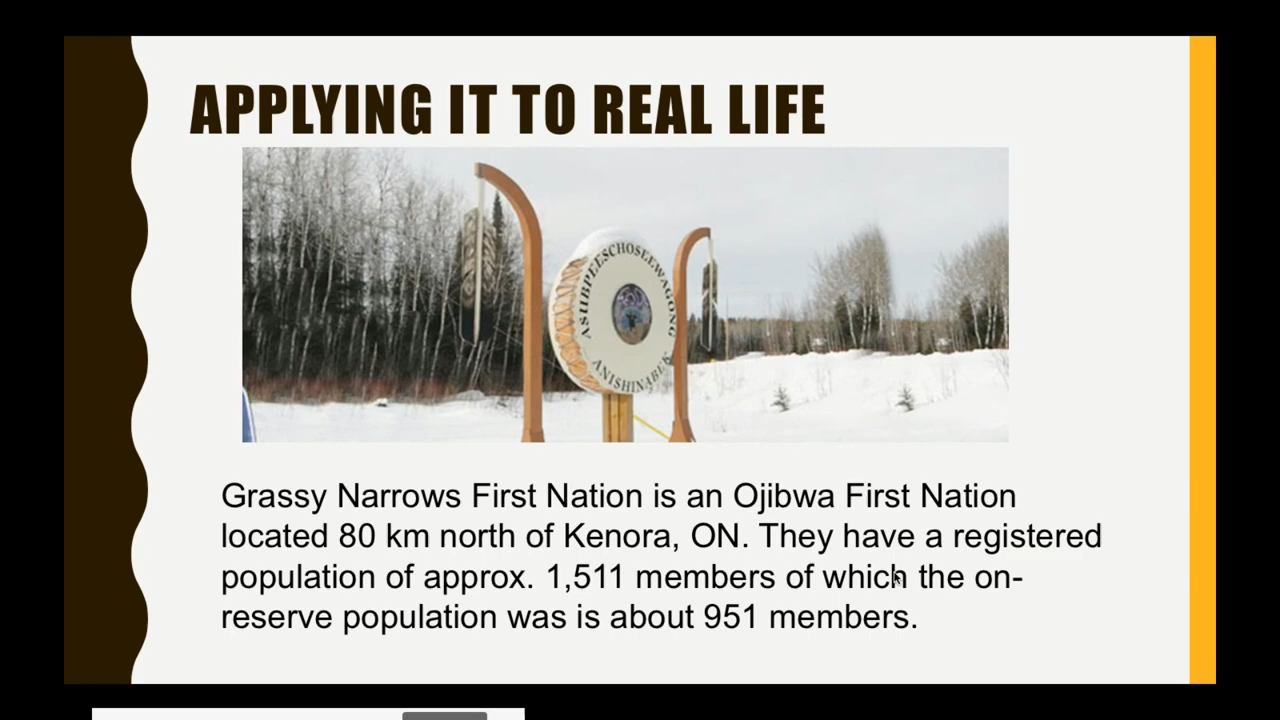 APPLYING IT TO REAL LIFE
ASUBPEESCHOSEEWAGONG
ANISHINABEK
Grassy Narrows First Nation is an Ojibwa First Nation
located 80 km north of Kenora, ON. They have a registered
population of approx. 1,511 members of which the on-
reserve population was is about 951 members.